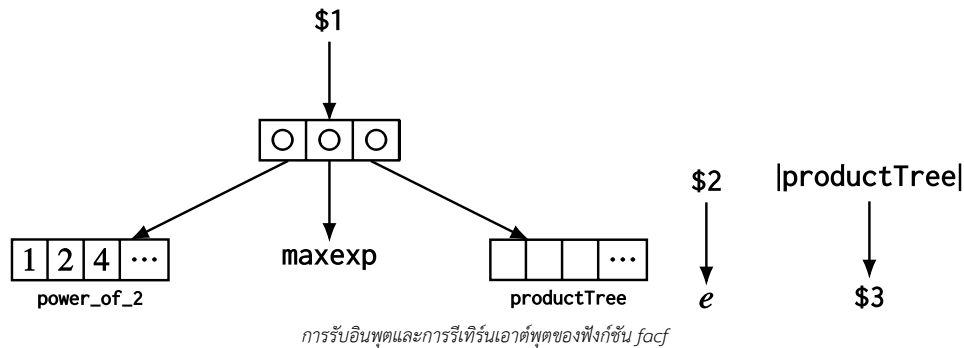 $1
$2 |productTree|
1 2 4 ... maxexp ...
power_of_2 productTree e $3
การรับอินพุตและการรีเทิร์นเอาต์พุตของฟังก์ชัน facf